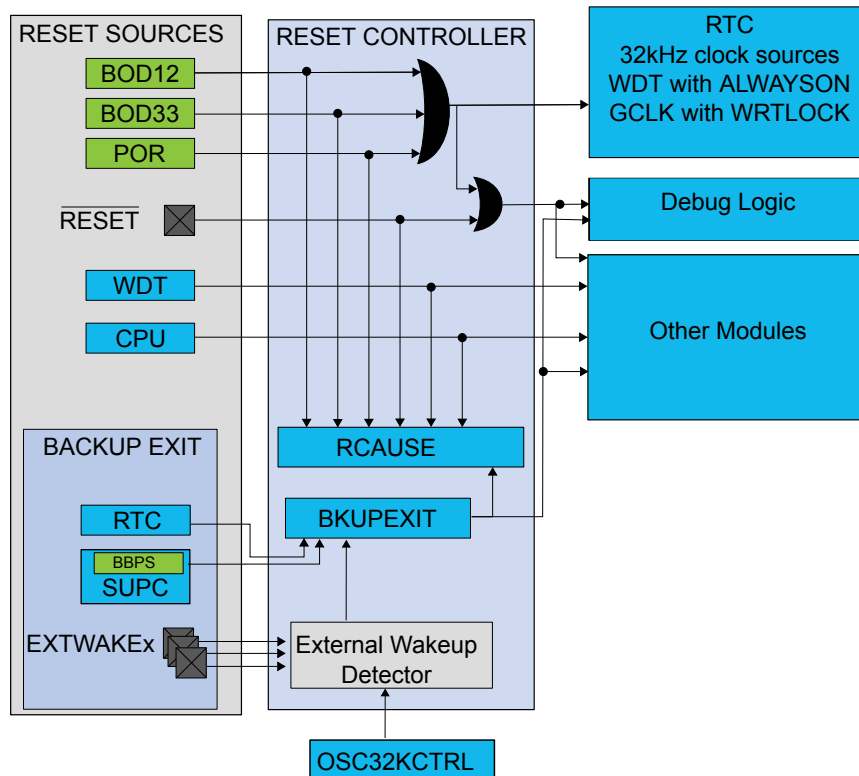 RESET SOURCES
BOD12
BOD33
POR
RESET
WDT
CPU
BACKUP EXIT
RTC
BBPS
SUPC
EXTWAKEx
RESET CONTROLLER
RCAUSE
BKUPEXIT
External Wakeup
Detector
OSC32KCTRL
RTC
32kHz clock sources
WDT with ALWAYSON
GCLK with WRTLOCK
Debug Logic
Other Modules